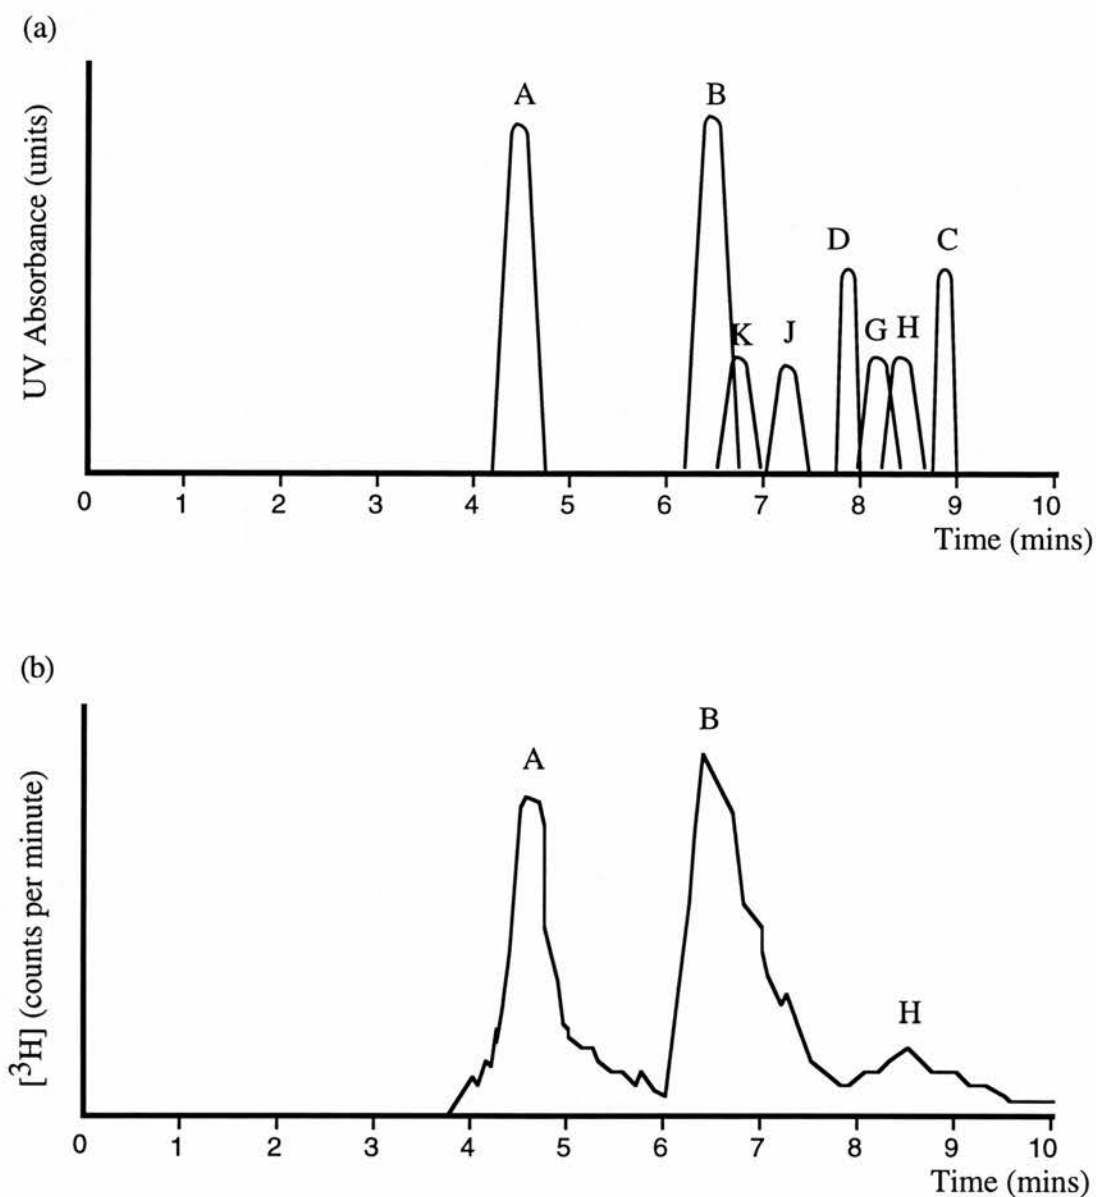 (a)
UV Absorbance (units)
A
B
K
J
D
G
H
C
0 1 2 3 4 5 6 7 8 9 10
Time (mins)
(b)
[³H] (counts per minute)
A
B
H
0 1 2 3 4 5 6 7 8 9 10
Time (mins)